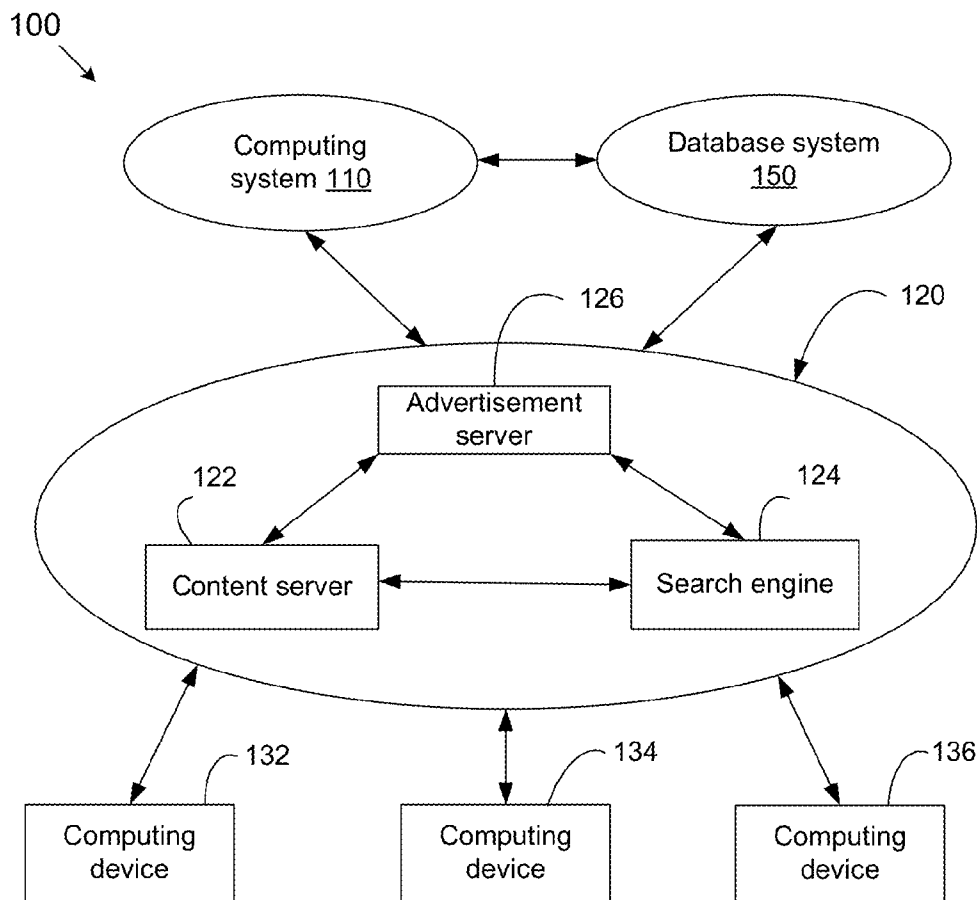 100
Computing
system 110
Database system
150
126
120
Advertisement
server
122
124
Content server
Search engine
132
134
136
Computing
device
Computing
device
Computing
device